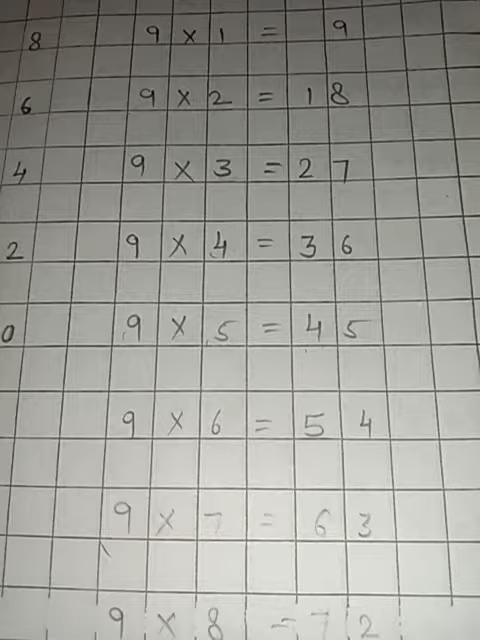 8 9 × 1 = 9
6 9 × 2 = 18
4 9 × 3 = 27
2 9 × 4 = 36
0 9 × 5 = 45
9 × 6 = 54
9 × 7 = 63
9 × 8 = 72